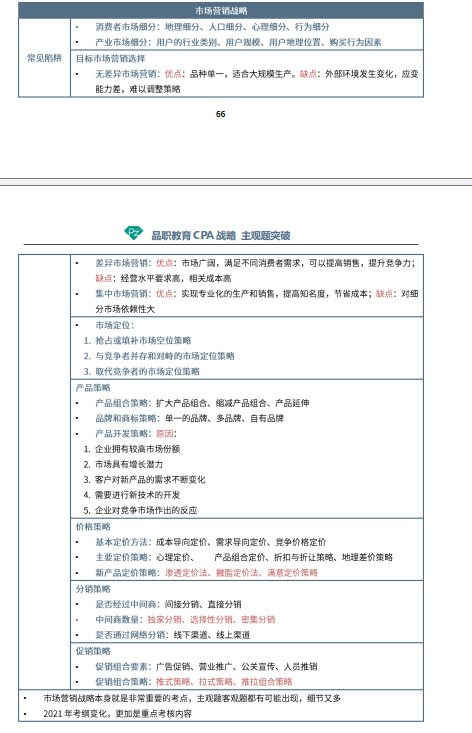 市场营销战略
常见陷阱
▪ 消费者市场细分：地理细分、人口细分、心理细分、行为细分
▪ 产业市场细分：用户的行业类别、用户规模、用户地理位置、购买行为因素
目标市场营销选择
▪ 无差异市场营销：优点：品种单一，适合大规模生产。缺点：外部环境发生变化，应变
能力差，难以调整策略
66
PZ 品职教育 CPA 战略 主观题突破
▪ 差异市场营销：优点：市场广阔，满足不同消费者需求，可以提高销售，提升竞争力；
缺点：经营水平要求高，相关成本高
▪ 集中市场营销：优点：实现专业化的生产和销售，提高知名度，节省成本；缺点：对细
分市场依赖性大
▪ 市场定位：
1. 抢占或填补市场空位策略
2. 与竞争者并存和对峙的市场定位策略
3. 取代竞争者的市场定位策略
产品策略
▪ 产品组合策略：扩大产品组合、缩减产品组合、产品延伸
▪ 品牌和商标策略：单一的品牌、多品牌、自有品牌
▪ 产品开发策略：原因：
1. 企业拥有较高市场份额
2. 市场具有增长潜力
3. 客户对新产品的需求不断变化
4. 需要进行新技术的开发
5. 企业对竞争市场作出的反应
价格策略
▪ 基本定价方法：成本导向定价、需求导向定价、竞争价格定价
▪ 主要定价策略：心理定价、 产品组合定价、折扣与折让策略、地理差价策略
▪ 新产品定价策略：渗透定价法、撇脂定价法、满意定价策略
分销策略
▪ 是否经过中间商：间接分销、直接分销
▪ 中间商数量：独家分销、选择性分销、密集分销
▪ 是否通过网络分销：线下渠道、线上渠道
促销策略
▪ 促销组合要素：广告促销、营业推广、公关宣传、人员推销
▪ 促销组合策略：推式策略、拉式策略、推拉组合策略
▪ 市场营销战略本身就是非常重要的考点，主观题客观题都有可能出现，细节又多
▪ 2021 年考纲变化，更加是重点考核内容